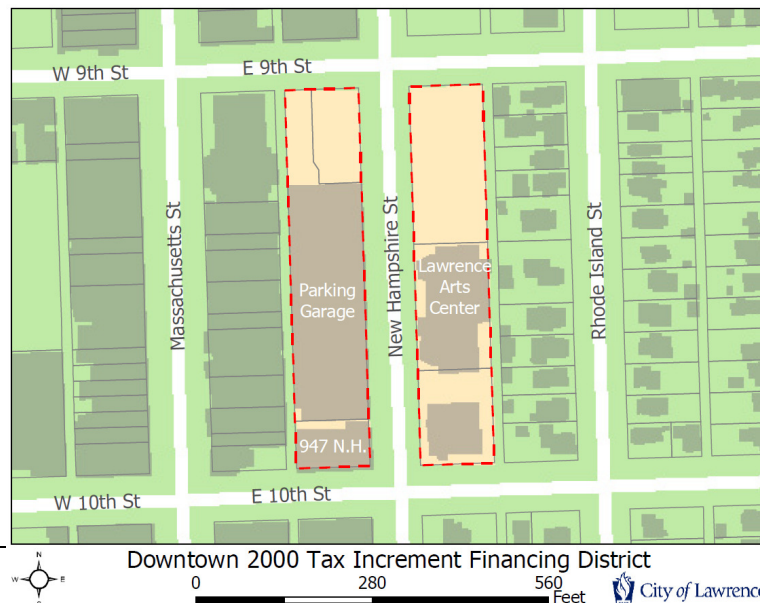 W 9th St
E 9th St
Massachusetts St
New Hampshire St
Rhode Island St
Parking
Garage
Lawrence
Arts
Center
947 N.H.
W 10th St
E 10th St
N
W
E
Downtown 2000 Tax Increment Financing District
0
280
560
Feet
City of Lawrence